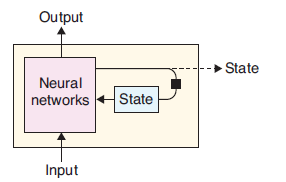 Output
State
Neural
networks
State
Input